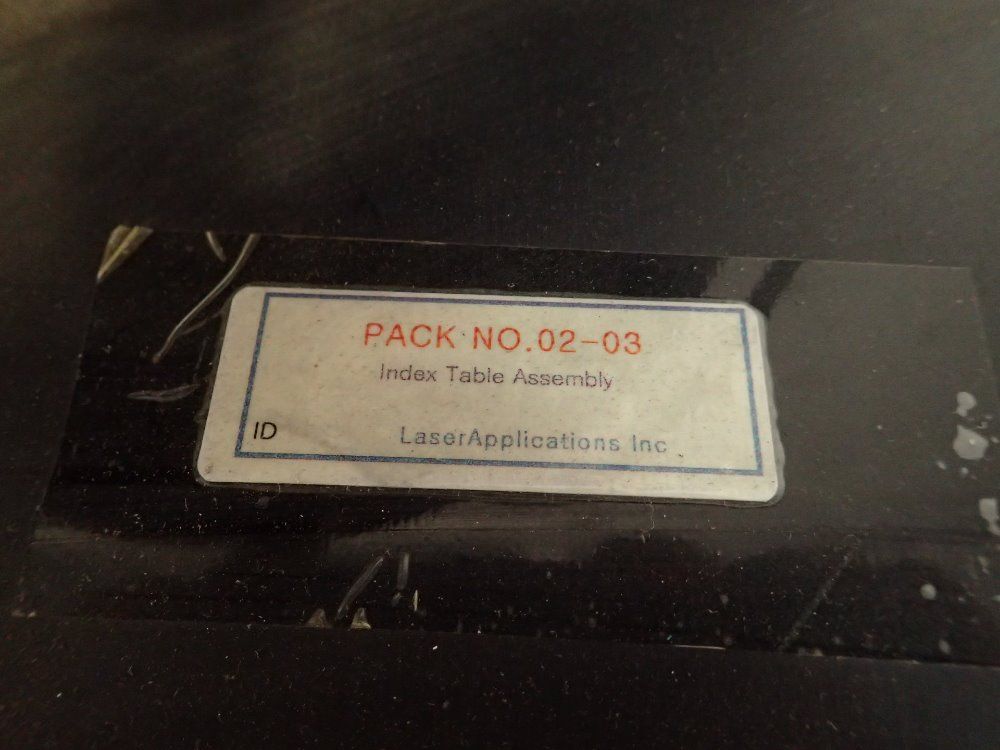 PACK NO.02-03
Index Table Assembly
ID
LaserApplications Inc